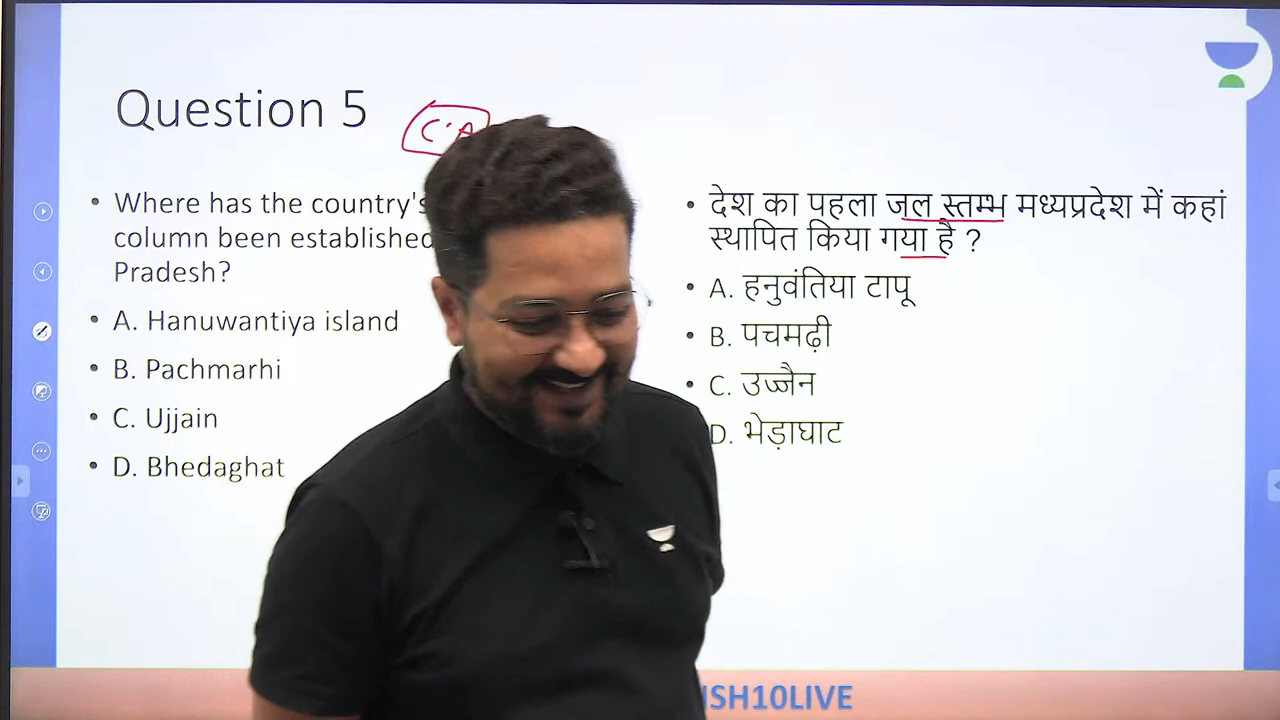 Question 5
C.A
• Where has the country's
column been established
Pradesh?
• A. Hanuwantiya island
• B. Pachmarhi
• C. Ujjain
• D. Bhedaghat
• देश का पहला जल स्तम्भ मध्यप्रदेश में कहां
स्थापित किया गया है ?
• A. हनुवंतिया टापू
• B. पचमढ़ी
• C. उज्जैन
D. भेड़ाघाट
ISH10LIVE